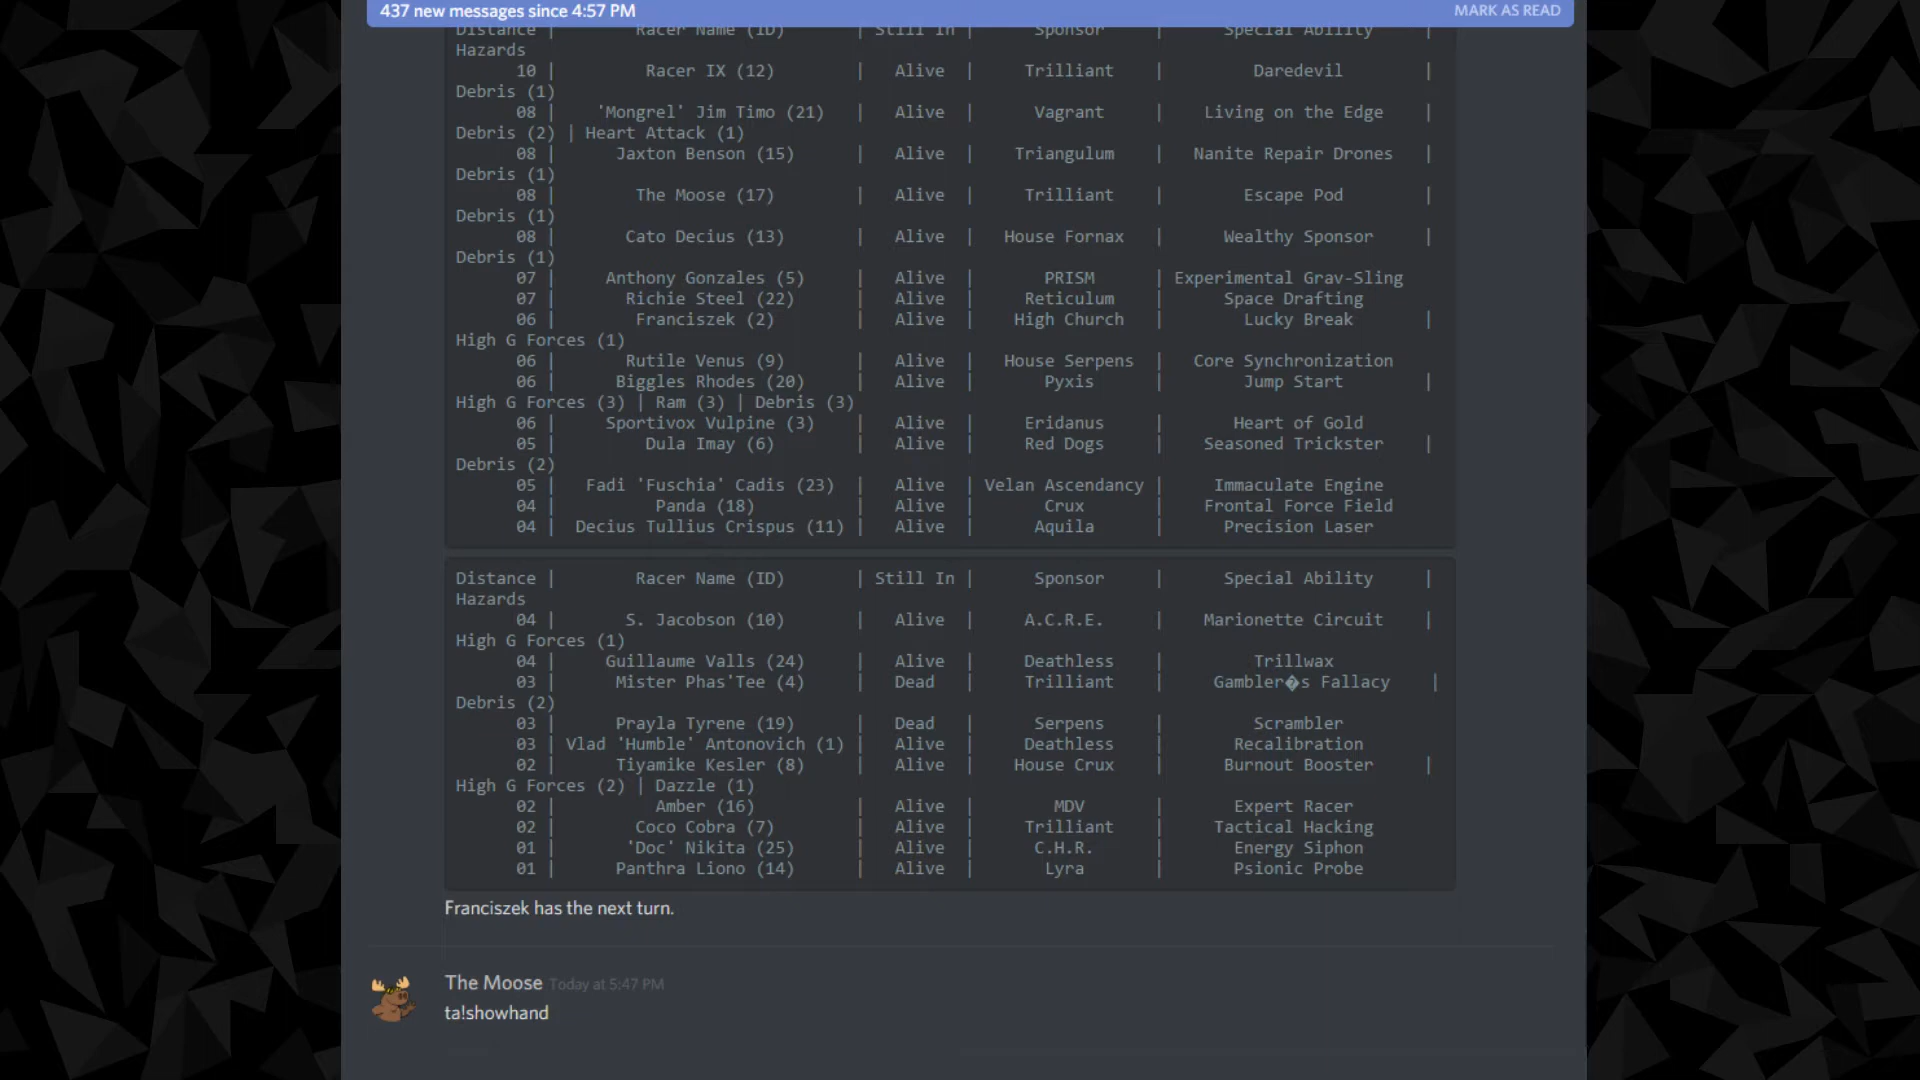 437 new messages since 4:57 PM MARK AS READ
Distance | Racer Name (ID) | Still In | Sponsor | Special Ability |
Hazards
10 | Racer IX (12) | Alive | Trilliant | Daredevil |
Debris (1)
08 | 'Mongrel' Jim Timo (21) | Alive | Vagrant | Living on the Edge |
Debris (2) | Heart Attack (1)
08 | Jaxton Benson (15) | Alive | Triangulum | Nanite Repair Drones |
Debris (1)
08 | The Moose (17) | Alive | Trilliant | Escape Pod |
Debris (1)
08 | Cato Decius (13) | Alive | House Fornax | Wealthy Sponsor |
Debris (1)
07 | Anthony Gonzales (5) | Alive | PRISM | Experimental Grav-Sling
07 | Richie Steel (22) | Alive | Reticulum | Space Drafting
06 | Franciszek (2) | Alive | High Church | Lucky Break |
High G Forces (1)
06 | Rutile Venus (9) | Alive | House Serpens | Core Synchronization
06 | Biggles Rhodes (20) | Alive | Pyxis | Jump Start |
High G Forces (3) | Ram (3) | Debris (3)
06 | Sportivox Vulpine (3) | Alive | Eridanus | Heart of Gold
05 | Dula Imay (6) | Alive | Red Dogs | Seasoned Trickster |
Debris (2)
05 | Fadi 'Fuschia' Cadis (23) | Alive | Velan Ascendancy | Immaculate Engine
04 | Panda (18) | Alive | Crux | Frontal Force Field
04 | Decius Tullius Crispus (11) | Alive | Aquila | Precision Laser
Distance | Racer Name (ID) | Still In | Sponsor | Special Ability |
Hazards
04 | S. Jacobson (10) | Alive | A.C.R.E. | Marionette Circuit |
High G Forces (1)
04 | Guillaume Valls (24) | Alive | Deathless | Trillwax
03 | Mister Phas'Tee (4) | Dead | Trilliant | Gambler�s Fallacy |
Debris (2)
03 | Prayla Tyrene (19) | Dead | Serpens | Scrambler
03 | Vlad 'Humble' Antonovich (1) | Alive | Deathless | Recalibration
02 | Tiyamike Kesler (8) | Alive | House Crux | Burnout Booster |
High G Forces (2) | Dazzle (1)
02 | Amber (16) | Alive | MDV | Expert Racer
02 | Coco Cobra (7) | Alive | Trilliant | Tactical Hacking
01 | 'Doc' Nikita (25) | Alive | C.H.R. | Energy Siphon
01 | Panthra Liono (14) | Alive | Lyra | Psionic Probe
Franciszek has the next turn.
The Moose Today at 5:47 PM
ta!showhand